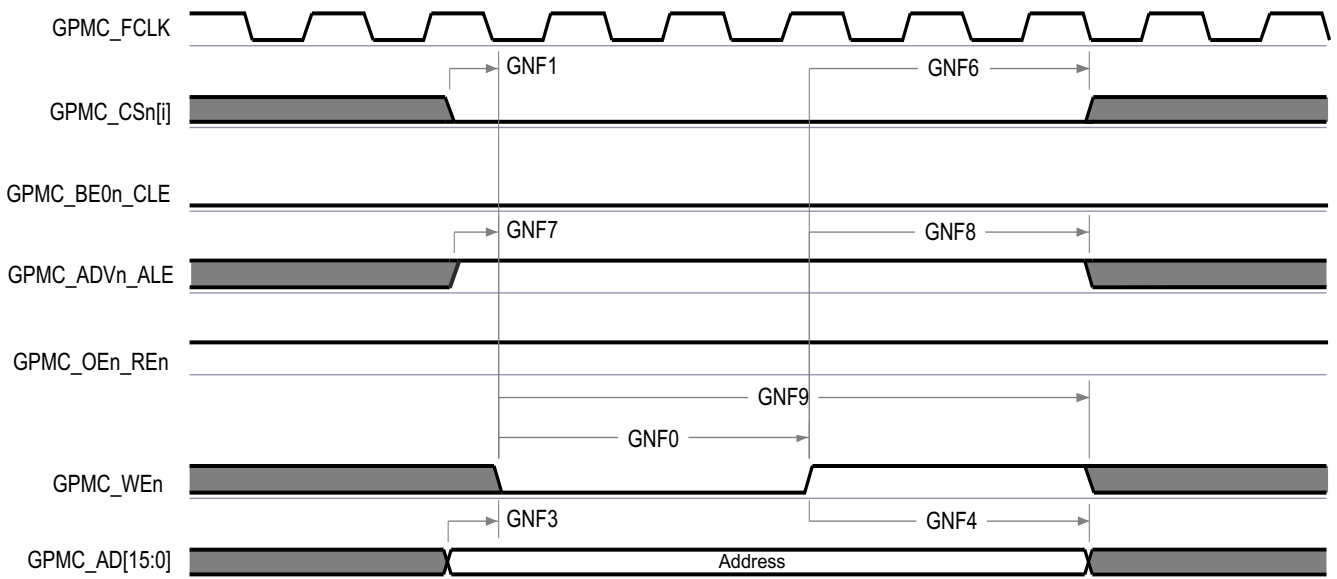 GPMC_FCLK
GNF1
GNF6
GPMC_CSn[i]
GPMC_BE0n_CLE
GNF7
GNF8
GPMC_ADVn_ALE
GPMC_OEn_REn
GNF9
GNF0
GPMC_WEn
GNF3
GNF4
GPMC_AD[15:0]
Address